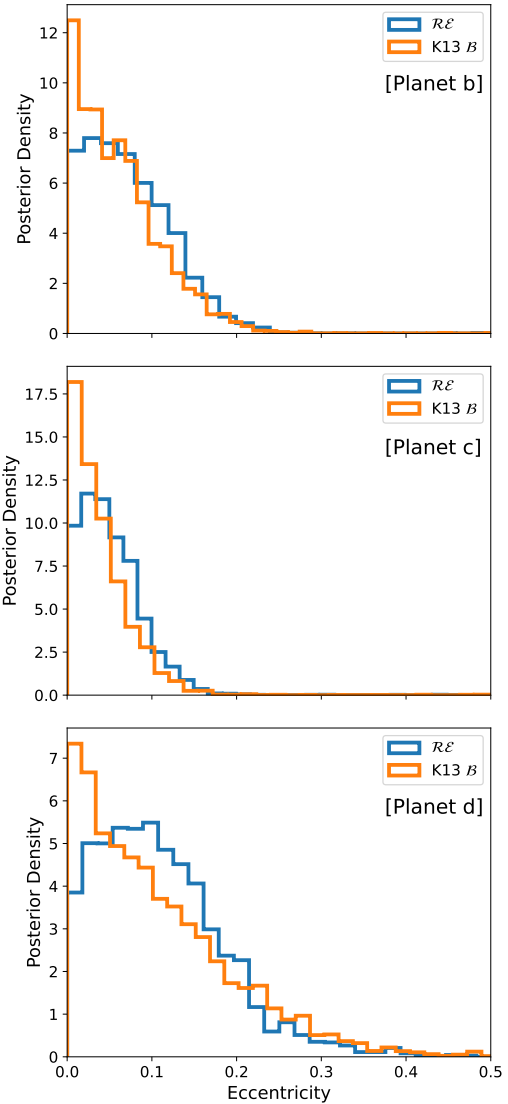 12
10
8
6
4
2
0
Posterior Density
ℛℰ
K13 ℬ
[Planet b]
17.5
15.0
12.5
10.0
7.5
5.0
2.5
0.0
Posterior Density
ℛℰ
K13 ℬ
[Planet c]
7
6
5
4
3
2
1
0
Posterior Density
ℛℰ
K13 ℬ
[Planet d]
0.0 0.1 0.2 0.3 0.4 0.5
Eccentricity